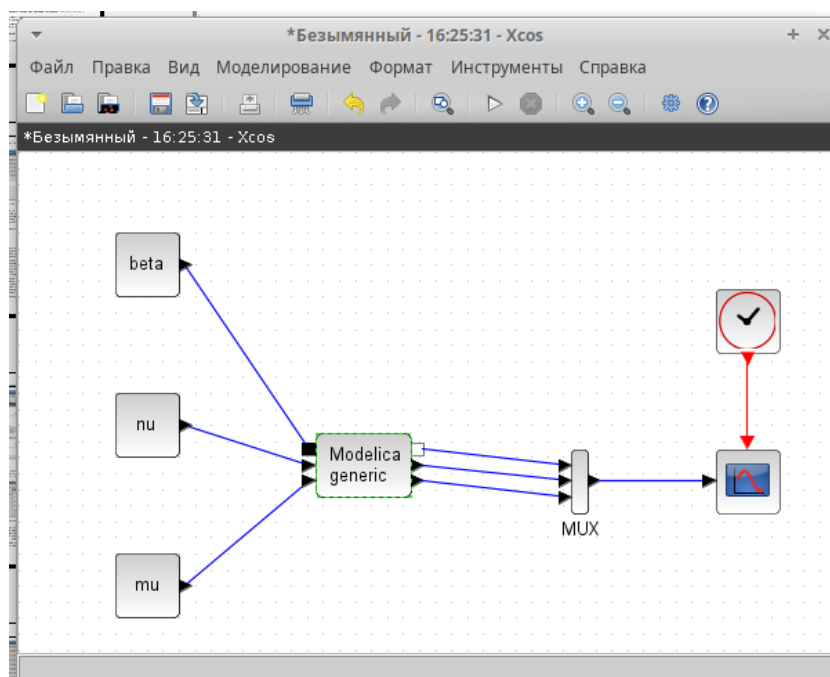 *Безымянный - 16:25:31 - Xcos
Файл Правка Вид Моделирование Формат Инструменты Справка
*Безымянный - 16:25:31 - Xcos
beta
nu
Modelica
generic
MUX
mu